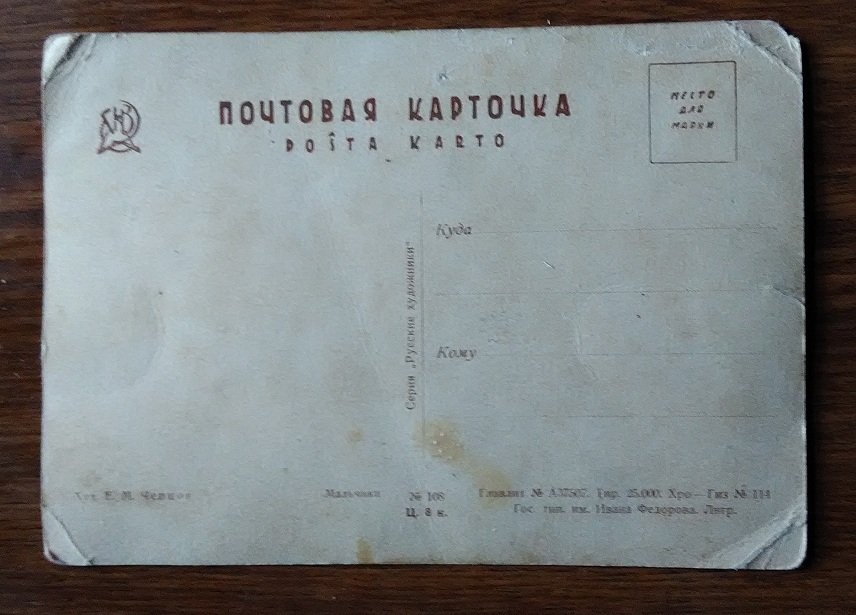 ПОЧТОВАЯ КАРТОЧКА
POŜTA KARTO
МЕСТО
ДЛЯ
МАРКИ
Куда
Серия „Русские художники"
Кому
Худ. Е. М. Чепцов
Мальчики
№ 108
Ц. 8 к.
Главлит № А37507. Тир. 25.000. Хро—Гиз № 114
Гос. тип. им. Ивана Федорова. Лнгр.